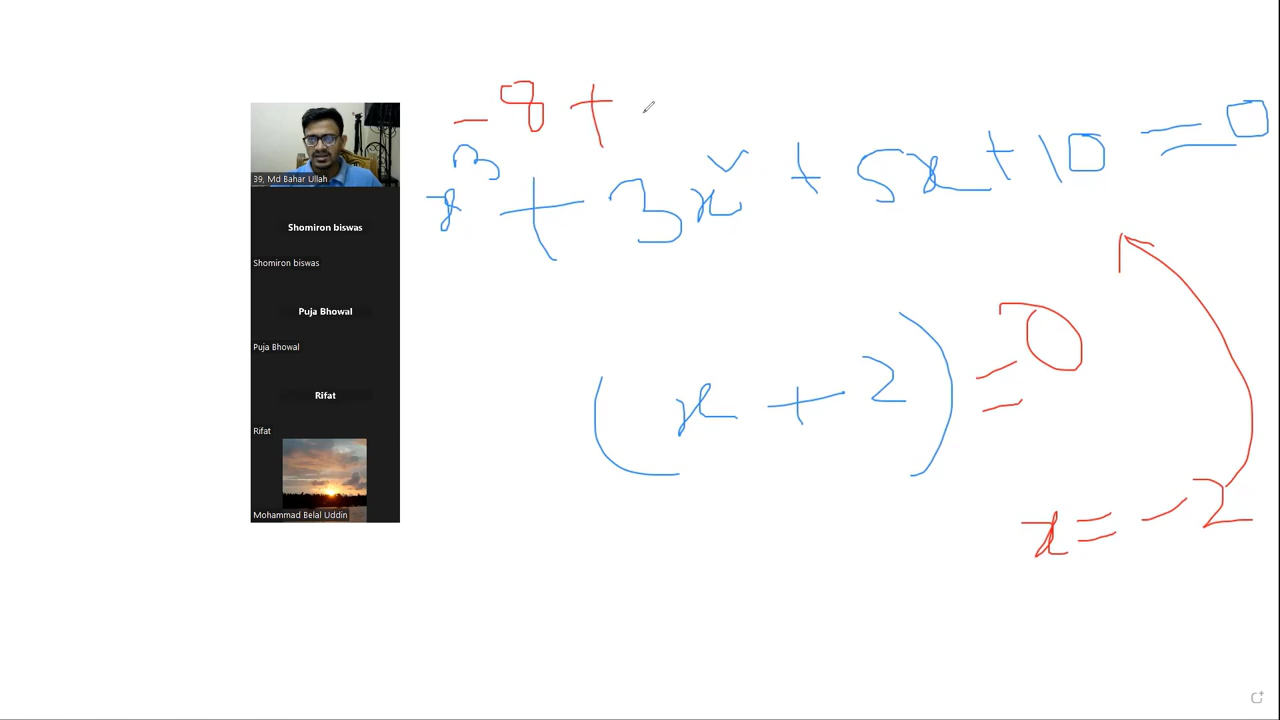 -8 +
x³ + 3x² + 5x + 10 = 0
(x + 2) = 0
x = -2
39, Md Bahar Ullah
Shomiron biswas
Shomiron biswas
Puja Bhowal
Puja Bhowal
Rifat
Rifat
Mohammad Belal Uddin